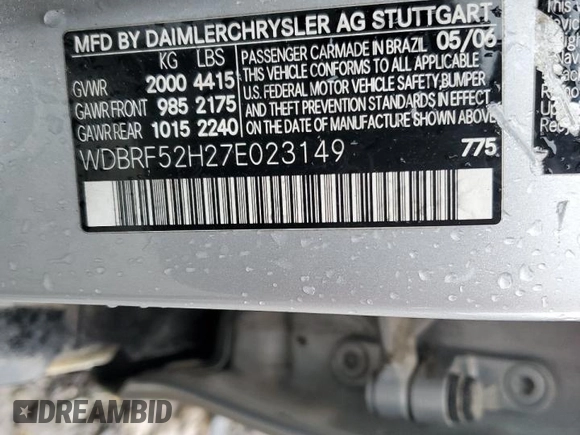 MFD BY DAIMLERCHRYSLER AG STUTTGART
KG LBS
GVWR 2000 4415
GAWR FRONT 985 2175
GAWR REAR 1015 2240
PASSENGER CARMADE IN BRAZIL 05/06
THIS VEHICLE CONFORMS TO ALL APPLICABLE
U.S. FEDERAL MOTOR VEHICLE SAFETY,BUMPER
AND THEFT PREVENTION STANDARDS IN EFFECT
ON THE DATE OF MANUFACTURE SHOWN ABOVE
WDBRF52H27E023149 775
DREAMBID